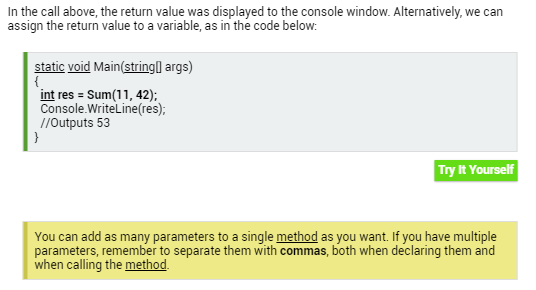 In the call above, the return value was displayed to the console window. Alternatively, we can
assign the return value to a variable, as in the code below:
static void Main(string[] args)
{
int res = Sum(11, 42);
Console.WriteLine(res);
//Outputs 53
}
Try It Yourself
You can add as many parameters to a single method as you want. If you have multiple
parameters, remember to separate them with commas, both when declaring them and
when calling the method.